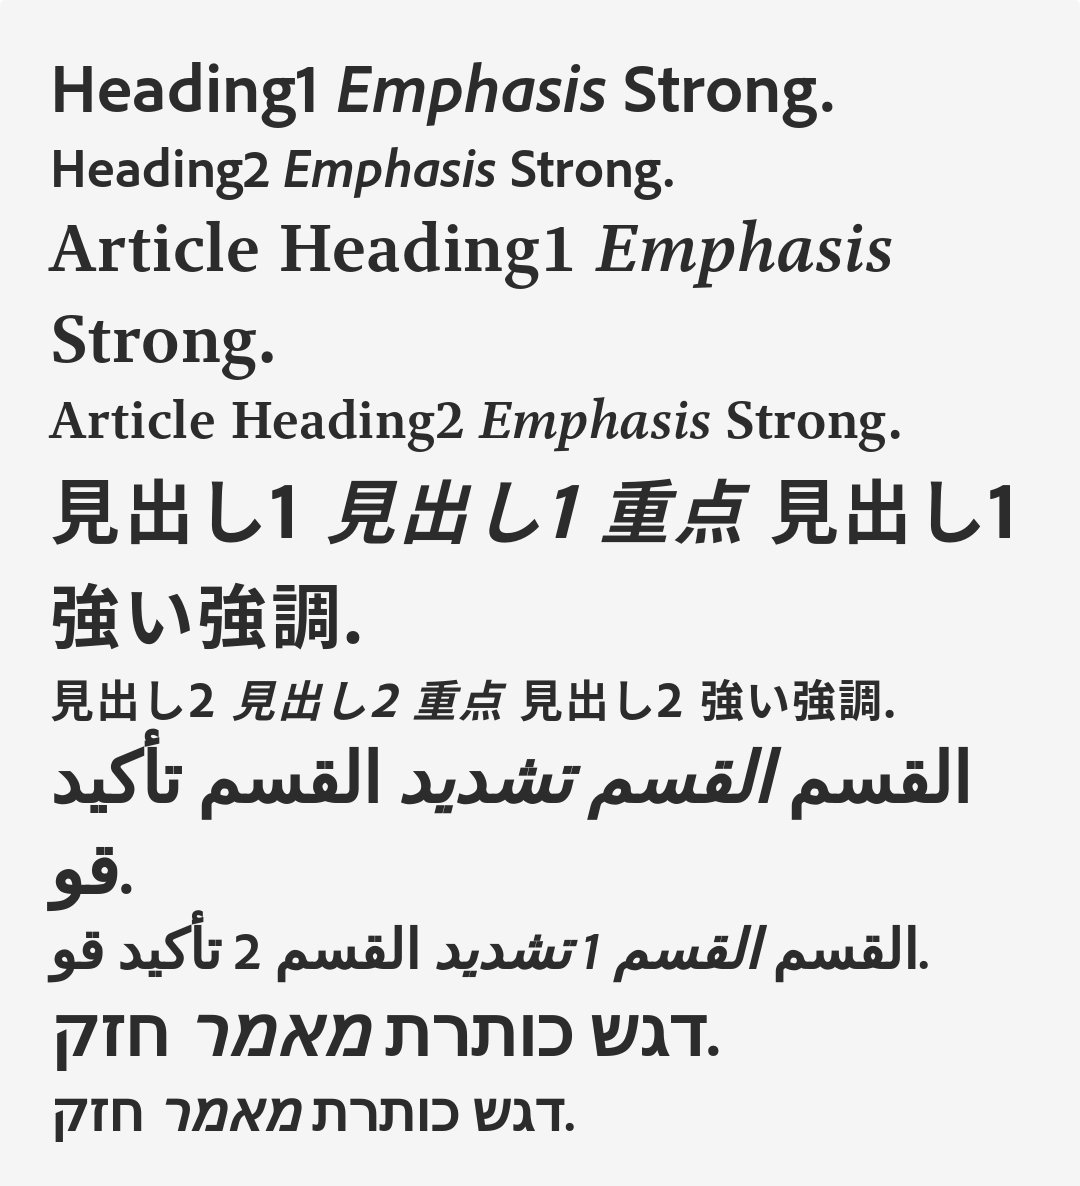 Heading1 Emphasis Strong.
Heading2 Emphasis Strong.
Article Heading1 Emphasis
Strong.
Article Heading2 Emphasis Strong.
見出し1 見出し1 重点 見出し1
強い強調.
見出し2 見出し2 重点 見出し2 強い強調.
القسم القسم تشديد القسم تأكيد
قو.
القسم القسم 1 تشديد القسم 2 تأكيد قو.
דגש כותרת מאמר חזק.
דגש כותרת מאמר חזק.